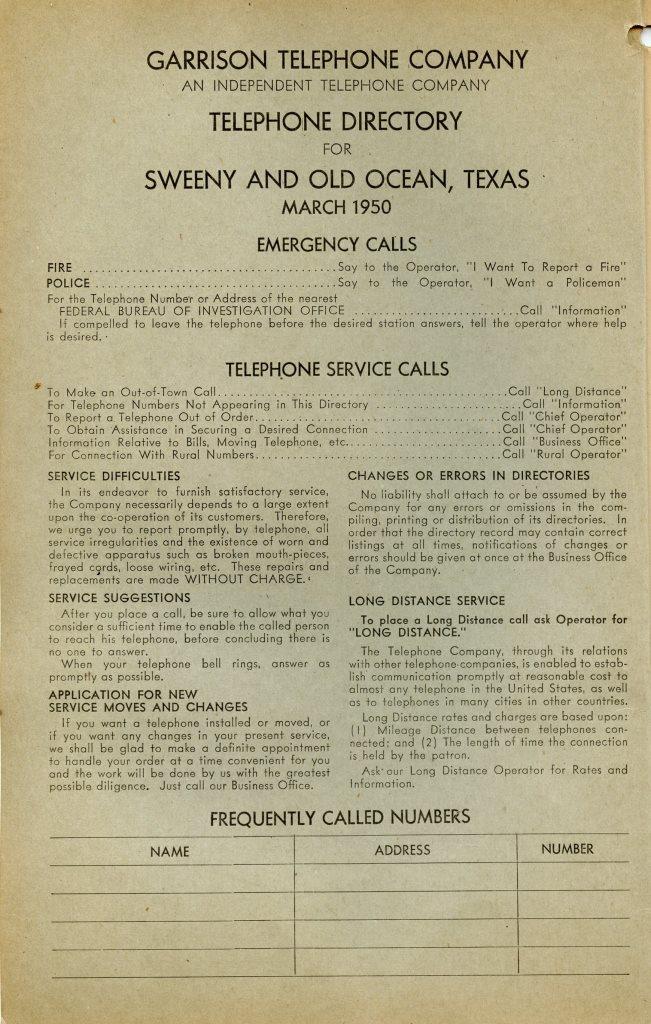 GARRISON TELEPHONE COMPANY
AN INDEPENDENT TELEPHONE COMPANY
TELEPHONE DIRECTORY
FOR
SWEENY AND OLD OCEAN, TEXAS
MARCH 1950
EMERGENCY CALLS
FIRE ....................................Say to the Operator, "I Want To Report a Fire"
POLICE ..................................Say to the Operator, "I Want a Policeman"
For the Telephone Number or Address of the nearest
FEDERAL BUREAU OF INVESTIGATION OFFICE ........................Call "Information"
If compelled to leave the telephone before the desired station answers, tell the operator where help
is desired.
TELEPHONE SERVICE CALLS
To Make an Out-of-Town Call..........................................Call "Long Distance"
For Telephone Numbers Not Appearing in This Directory .....................Call "Information"
To Report a Telephone Out of Order...................................Call "Chief Operator"
To Obtain Assistance in Securing a Desired Connection ...................Call "Chief Operator"
Information Relative to Bills, Moving Telephone, etc......................Call "Business Office"
For Connection With Rural Numbers...................................Call "Rural Operator"
SERVICE DIFFICULTIES
In its endeavor to furnish satisfactory service,
the Company necessarily depends to a large extent
upon the co-operation of its customers. Therefore,
we urge you to report promptly, by telephone, all
service irregularities and the existence of worn and
defective apparatus such as broken mouth-pieces,
frayed cords, loose wiring, etc. These repairs and
replacements are made WITHOUT CHARGE.
SERVICE SUGGESTIONS
After you place a call, be sure to allow what you
consider a sufficient time to enable the called person
to reach his telephone, before concluding there is
no one to answer.
When your telephone bell rings, answer as
promptly as possible.
APPLICATION FOR NEW
SERVICE MOVES AND CHANGES
If you want a telephone installed or moved, or
if you want any changes in your present service,
we shall be glad to make a definite appointment
to handle your order at a time convenient for you
and the work will be done by us with the greatest
possible diligence. Just call our Business Office.
CHANGES OR ERRORS IN DIRECTORIES
No liability shall attach to or be assumed by the
Company for any errors or omissions in the com-
piling, printing or distribution of its directories. In
order that the directory record may contain correct
listings at all times, notifications of changes or
errors should be given at once at the Business Office
of the Company.
LONG DISTANCE SERVICE
To place a Long Distance call ask Operator for
"LONG DISTANCE."
The Telephone Company, through its relations
with other telephone companies, is enabled to estab-
lish communication promptly at reasonable cost to
almost any telephone in the United States, as well
as to telephones in many cities in other countries.
Long Distance rates and charges are based upon:
(1) Mileage Distance between telephones con-
nected; and (2) The length of time the connection
is held by the patron.
Ask our Long Distance Operator for Rates and
Information.
FREQUENTLY CALLED NUMBERS
NAME ADDRESS NUMBER